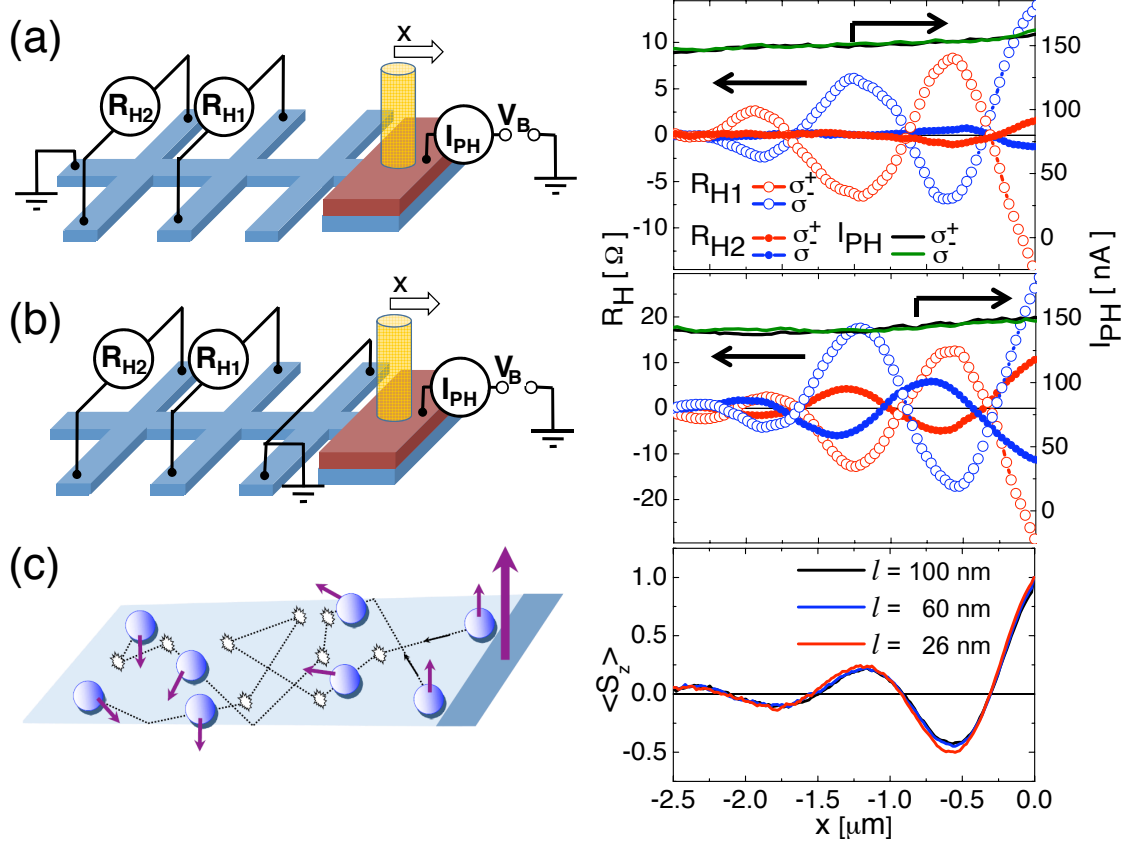 (a)
x
R_H2
R_H1
I_PH
V_B
10
5
0
-5
-10
150
100
50
0
R_H1 σ⁺
σ⁻
R_H2 σ⁺
σ⁻
I_PH σ⁺
σ⁻
R_H [ Ω ]
I_PH [ nA ]
(b)
x
R_H2
R_H1
I_PH
V_B
20
10
0
-10
-20
150
100
50
0
(c)
1.0
0.5
0.0
-0.5
<S_z>
l = 100 nm
l = 60 nm
l = 26 nm
-2.5 -2.0 -1.5 -1.0 -0.5 0.0
x [μm]